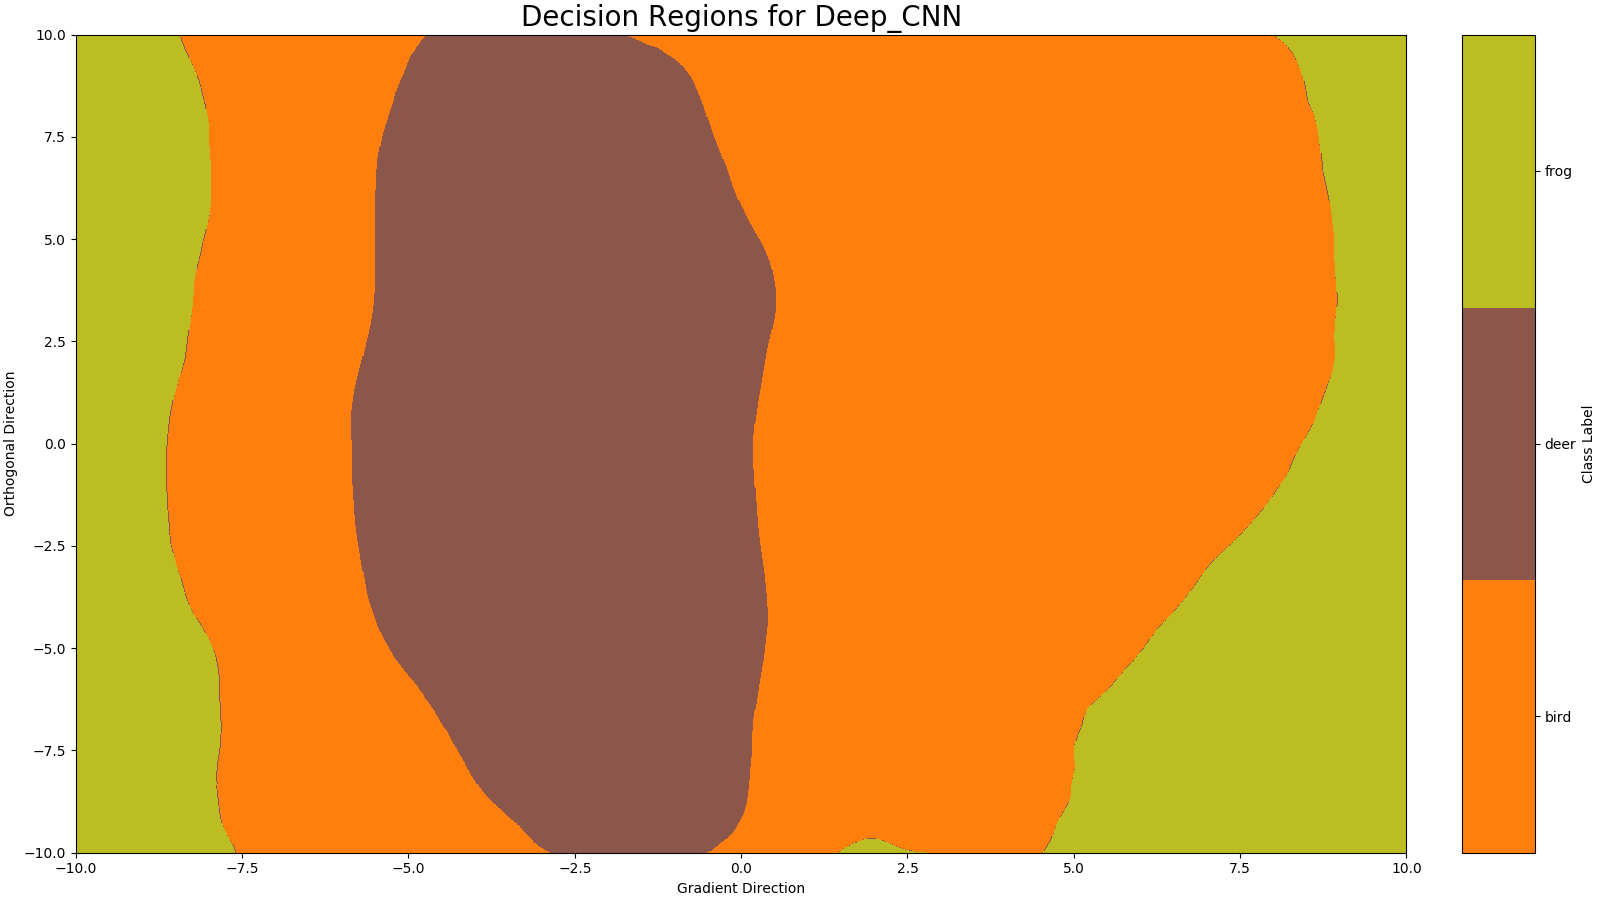 Decision Regions for Deep_CNN
10.0
7.5
5.0
2.5
0.0
−2.5
−5.0
−7.5
−10.0
Orthogonal Direction
−10.0
−7.5
−5.0
−2.5
0.0
2.5
5.0
7.5
10.0
Gradient Direction
frog
deer
bird
Class Label